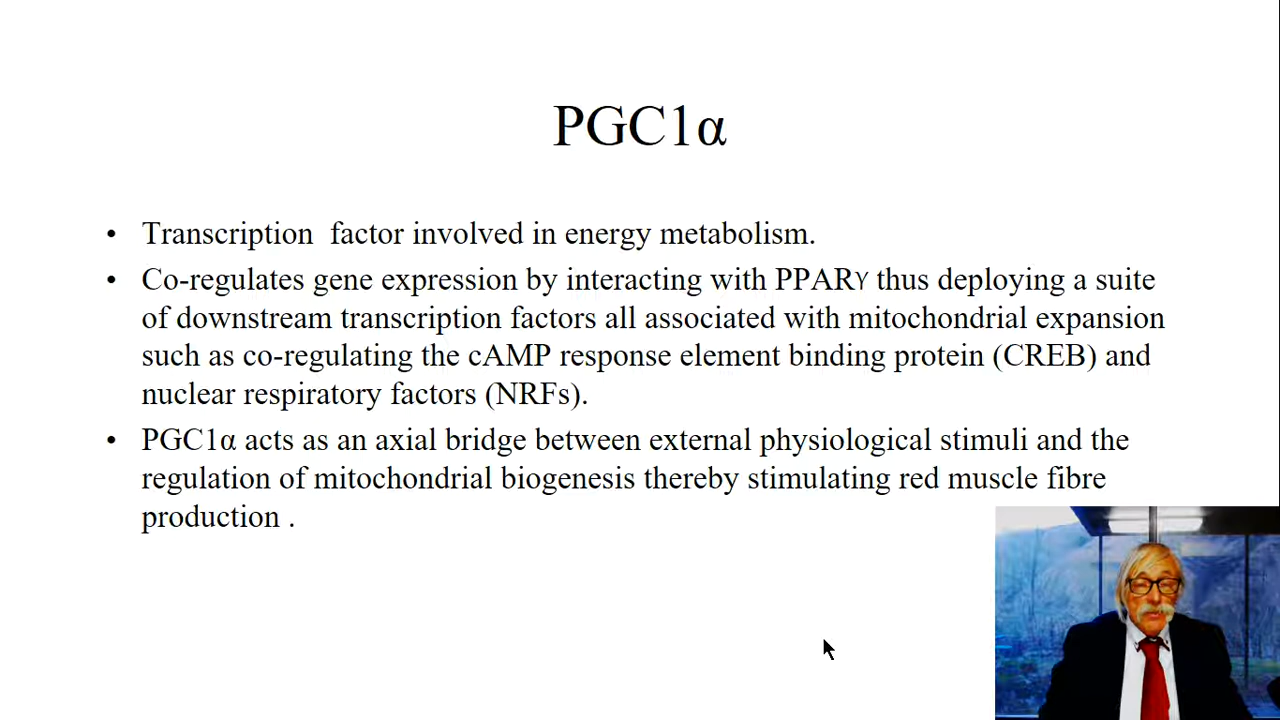 PGC1α
• Transcription  factor involved in energy metabolism.
• Co-regulates gene expression by interacting with PPARγ thus deploying a suite
of downstream transcription factors all associated with mitochondrial expansion
such as co-regulating the cAMP response element binding protein (CREB) and
nuclear respiratory factors (NRFs).
• PGC1α acts as an axial bridge between external physiological stimuli and the
regulation of mitochondrial biogenesis thereby stimulating red muscle fibre
production .